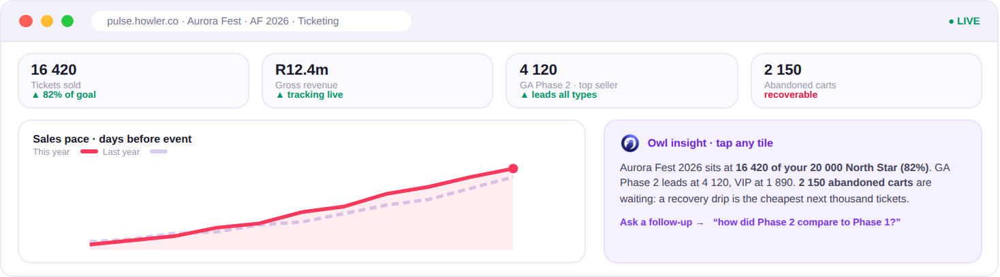 pulse.howler.co · Aurora Fest · AF 2026 · Ticketing
● LIVE
16 420
Tickets sold
▲ 82% of goal
R12.4m
Gross revenue
▲ tracking live
4 120
GA Phase 2 · top seller
▲ leads all types
2 150
Abandoned carts
recoverable
Sales pace · days before event
This year Last year
Owl insight · tap any tile
Aurora Fest 2026 sits at 16 420 of your 20 000 North Star (82%). GA
Phase 2 leads at 4 120, VIP at 1 890. 2 150 abandoned carts are
waiting: a recovery drip is the cheapest next thousand tickets.
Ask a follow-up → “how did Phase 2 compare to Phase 1?”